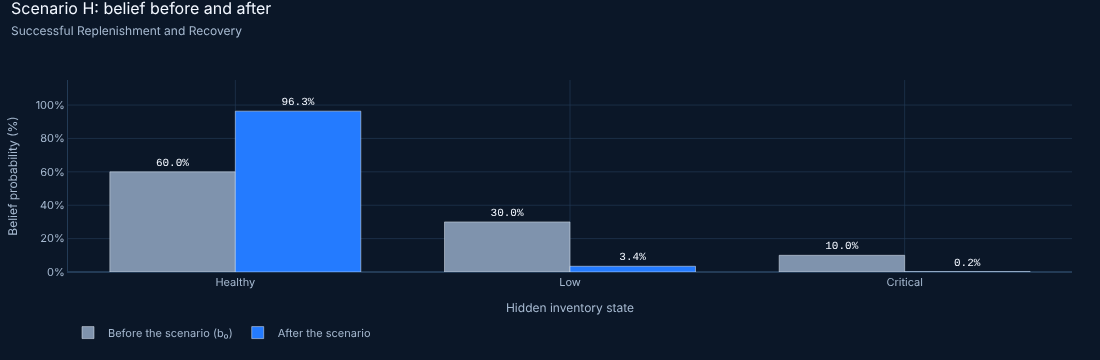 Scenario H: belief before and after
Successful Replenishment and Recovery
Belief probability (%)
100%
80%
60%
40%
20%
0%
60.0%
96.3%
30.0%
3.4%
10.0%
0.2%
Healthy
Low
Critical
Hidden inventory state
Before the scenario (b₀)
After the scenario